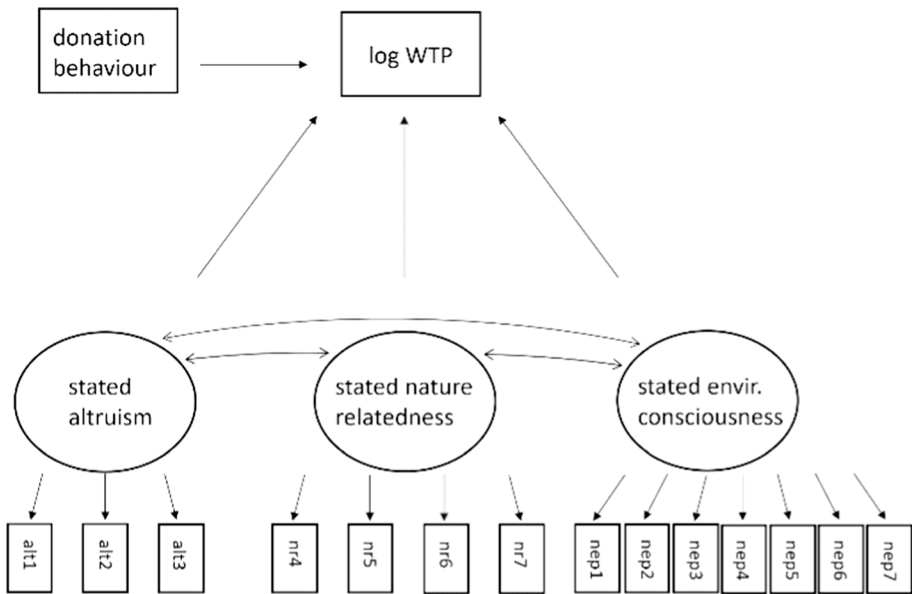 donation
behaviour
log WTP
stated
altruism
stated nature
relatedness
stated envir.
consciousness
alt1
alt2
alt3
nr4
nr5
nr6
nr7
nep1
nep2
nep3
nep4
nep5
nep6
nep7